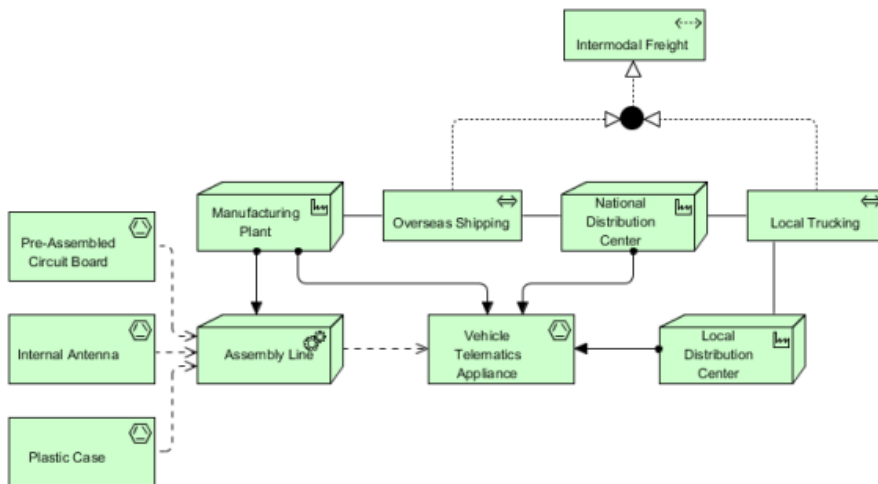 Intermodal Freight
Manufacturing
Plant
Overseas Shipping
National
Distribution
Center
Local Trucking
Pre-Assembled
Circuit Board
Internal Antenna
Assembly Line
Vehicle
Telematics
Appliance
Local
Distribution
Center
Plastic Case